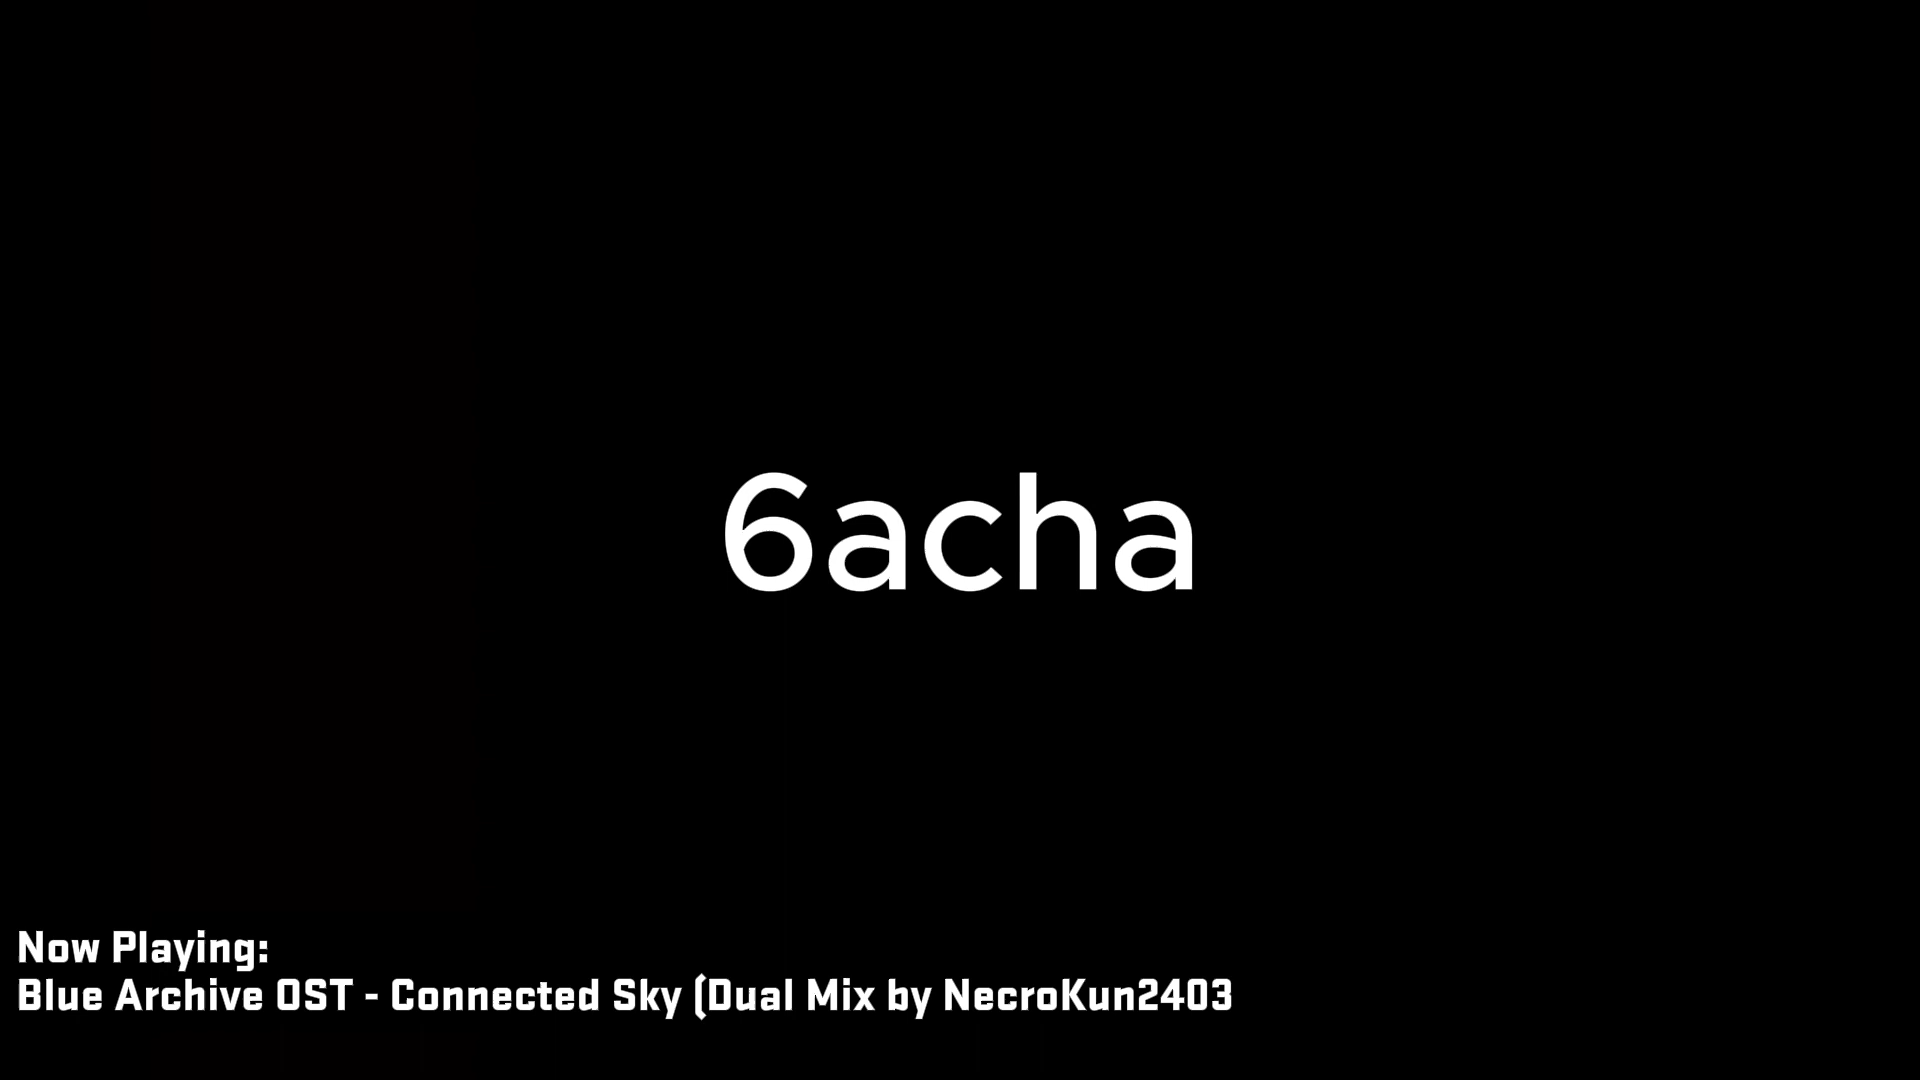 6acha
Now Playing:
Blue Archive OST - Connected Sky (Dual Mix by NecroKun2403